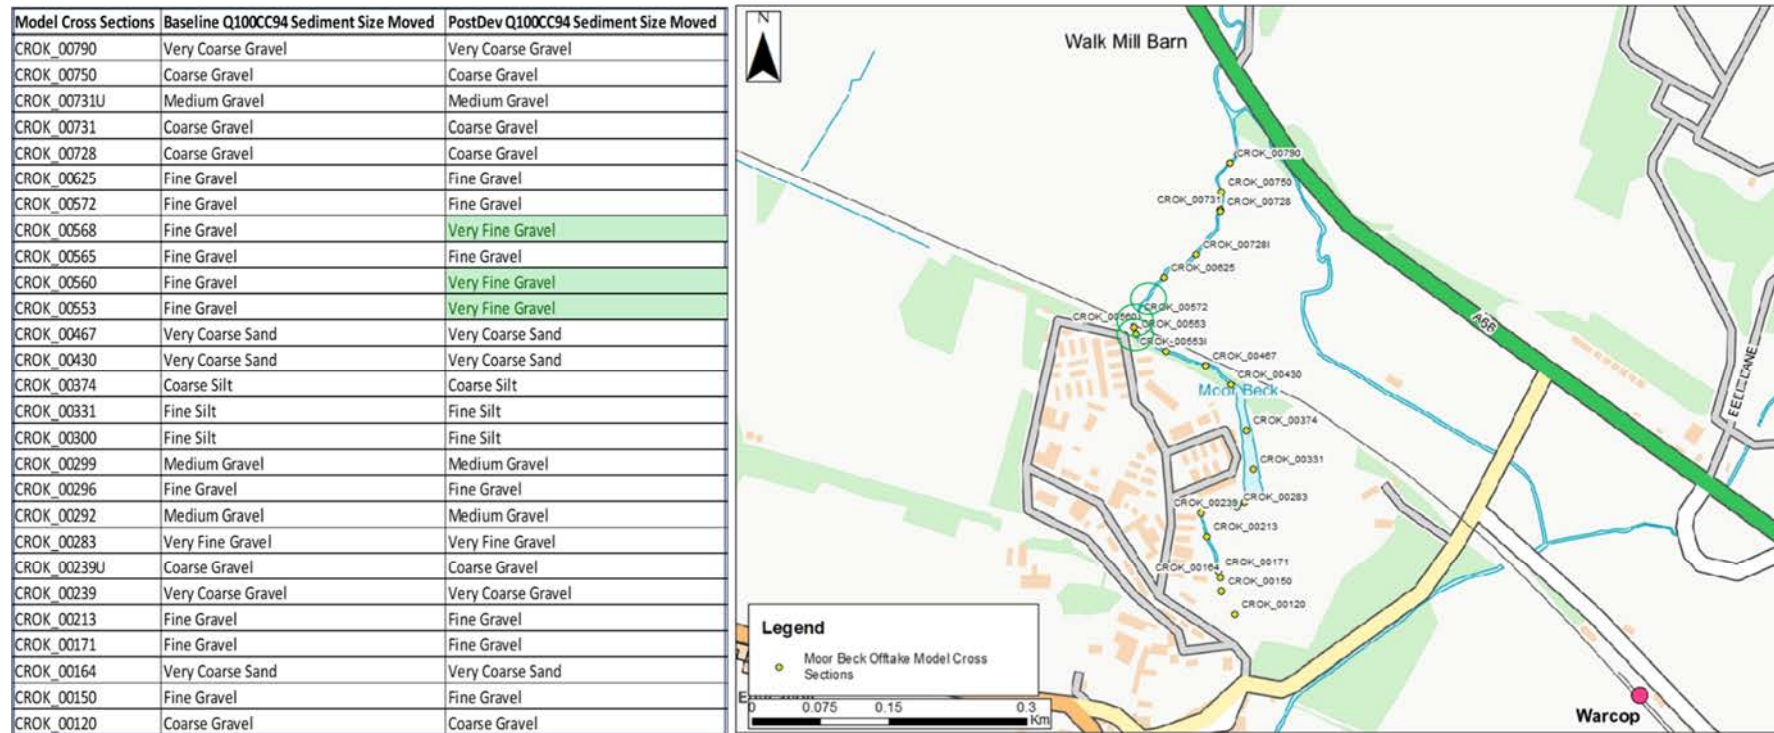 Model Cross Sections Baseline Q100CC94 Sediment Size Moved PostDev Q100CC94 Sediment Size Moved
CROK_00790 Very Coarse Gravel Very Coarse Gravel
CROK_00750 Coarse Gravel Coarse Gravel
CROK_00731U Medium Gravel Medium Gravel
CROK_00731 Coarse Gravel Coarse Gravel
CROK_00728 Coarse Gravel Coarse Gravel
CROK_00625 Fine Gravel Fine Gravel
CROK_00572 Fine Gravel Fine Gravel
CROK_00568 Fine Gravel Very Fine Gravel
CROK_00565 Fine Gravel Fine Gravel
CROK_00560 Fine Gravel Very Fine Gravel
CROK_00553 Fine Gravel Very Fine Gravel
CROK_00467 Very Coarse Sand Very Coarse Sand
CROK_00430 Very Coarse Sand Very Coarse Sand
CROK_00374 Coarse Silt Coarse Silt
CROK_00331 Fine Silt Fine Silt
CROK_00300 Fine Silt Fine Silt
CROK_00299 Medium Gravel Medium Gravel
CROK_00296 Fine Gravel Fine Gravel
CROK_00292 Medium Gravel Medium Gravel
CROK_00283 Very Fine Gravel Very Fine Gravel
CROK_00239U Coarse Gravel Coarse Gravel
CROK_00239 Very Coarse Gravel Very Coarse Gravel
CROK_00213 Fine Gravel Fine Gravel
CROK_00171 Fine Gravel Fine Gravel
CROK_00164 Very Coarse Sand Very Coarse Sand
CROK_00150 Fine Gravel Fine Gravel
CROK_00120 Coarse Gravel Coarse Gravel
N
Walk Mill Barn
CROK_00790
CROK_00750
CROK_00731 CROK_00728
CROK_00728I
CROK_00625
CROK_00572
CROK_00560
CROK_00553
CROK_00553I
CROK_00467
CROK_00430
Moor Beck
CROK_00374
CROK_00331
CROK_00283
CROK_00239
CROK_00213
CROK_00171
CROK_00164
CROK_00150
CROK_00120
A66
Warcop
Legend
Moor Beck Offtake Model Cross
Sections
0 0.075 0.15 0.3
Km